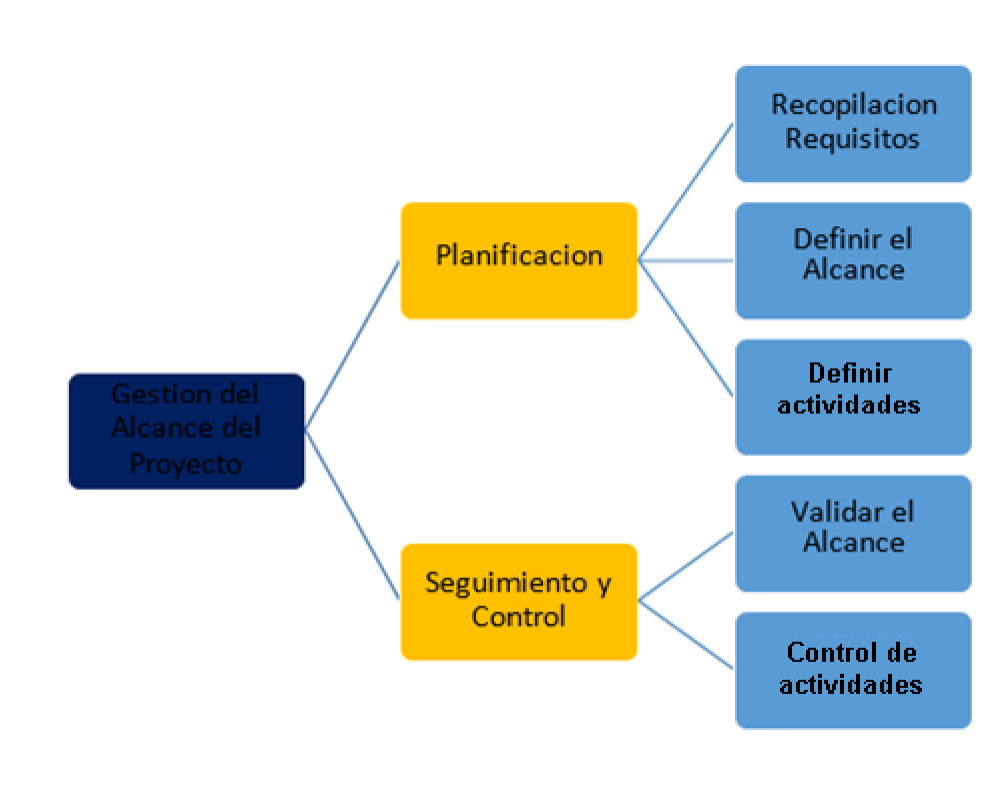 Gestion del
Alcance del
Proyecto
Planificacion
Recopilacion
Requisitos
Definir el
Alcance
Definir
actividades
Seguimiento y
Control
Validar el
Alcance
Control de
actividades